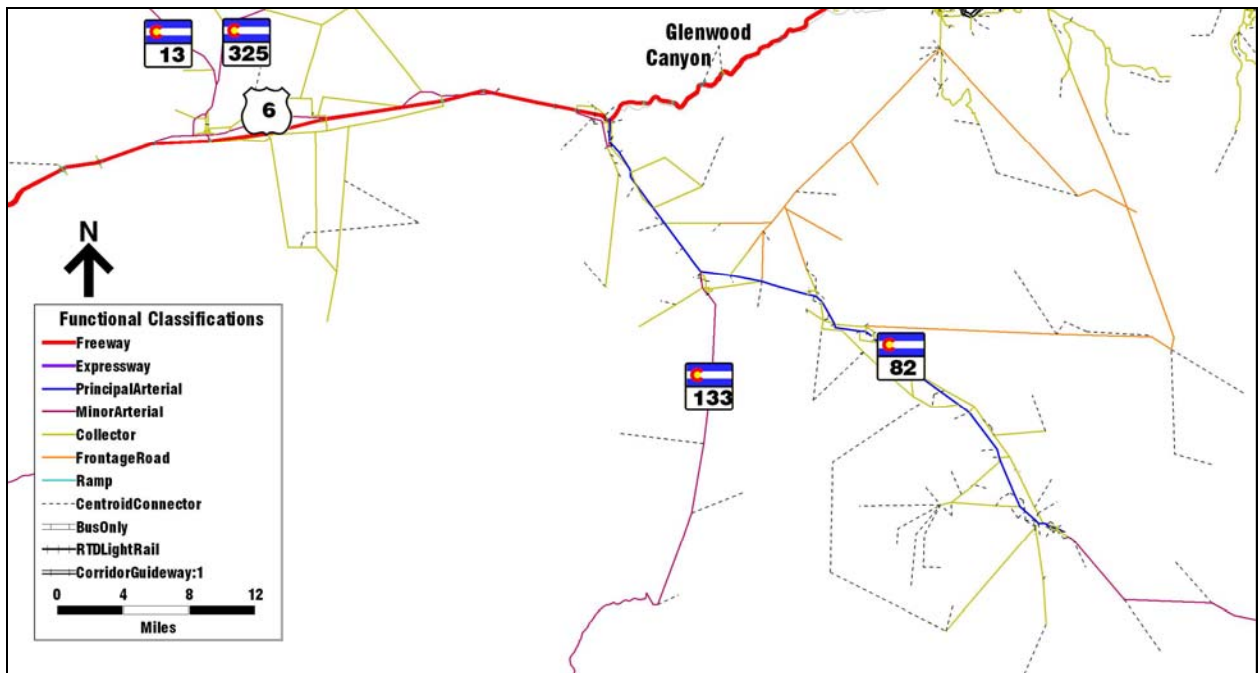 13
325
6
Glenwood
Canyon
N
133
82
Functional Classifications
Freeway
Expressway
PrincipalArterial
MinorArterial
Collector
FrontageRoad
Ramp
CentroidConnector
BusOnly
RTDLightRail
CorridorGuideway:1
0 4 8 12
Miles